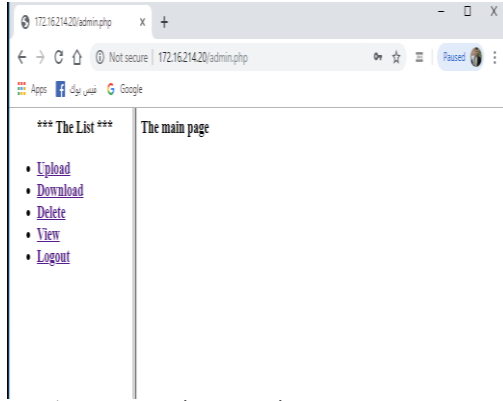 172.16.214.20/admin.php
Not secure | 172.16.214.20/admin.php
Paused
Apps
فيس بوك
Google
*** The List ***
The main page
Upload
Download
Delete
View
Logout